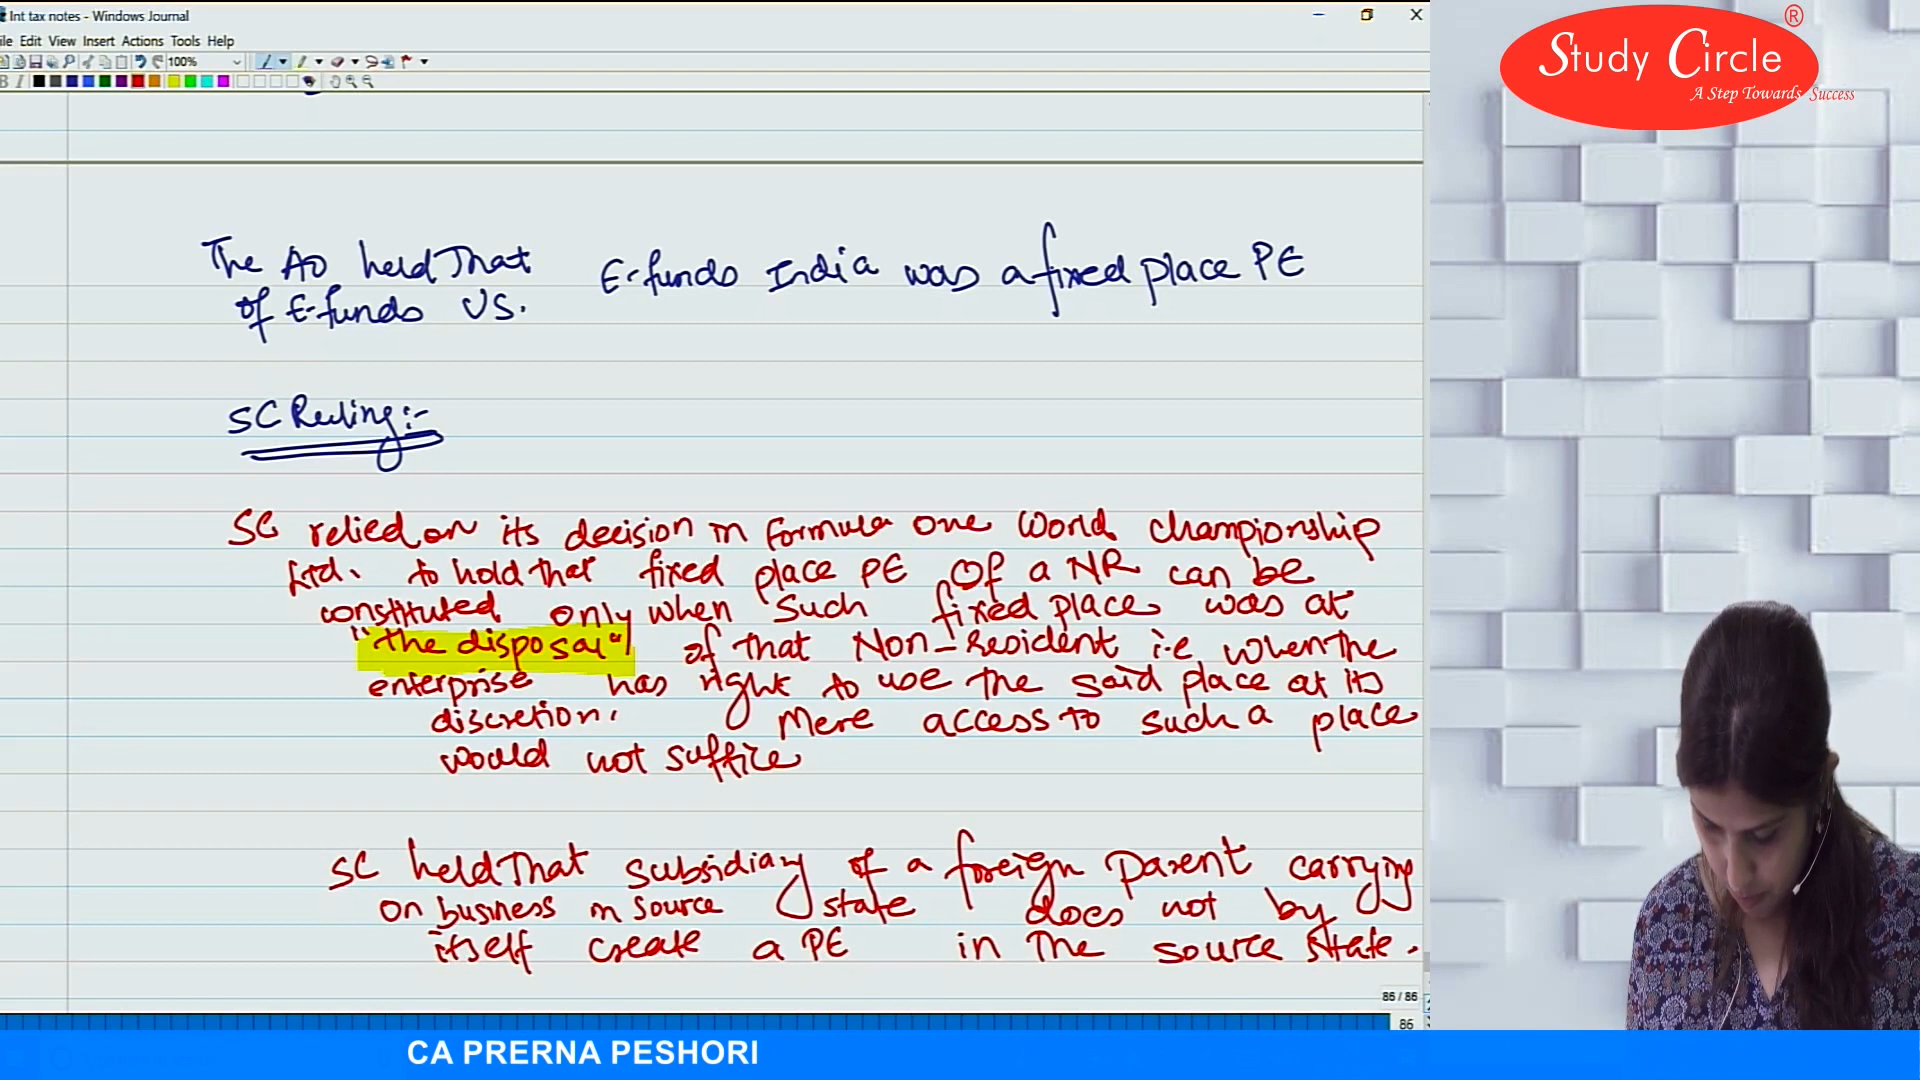 Int tax notes - Windows Journal
ile Edit View Insert Actions Tools Help
100%
B I
The AO held that E-funds India was a fixed place PE
of E-funds US.
SC Ruling:-
SC relied on its decision in Formula One World Championship
Ltd. to hold that fixed place PE of a NR can be
constituted only when such fixed place was at
"the disposal" of that Non-Resident i.e when the
enterprise has right to use the said place at its
discretion. Mere access to such a place
would not suffice
SC held that subsidiary of a foreign parent carrying
on business in source state does not by
itself create a PE in the source state.
86 / 86
86
Study Circle
®
A Step Towards Success
CA PRERNA PESHORI